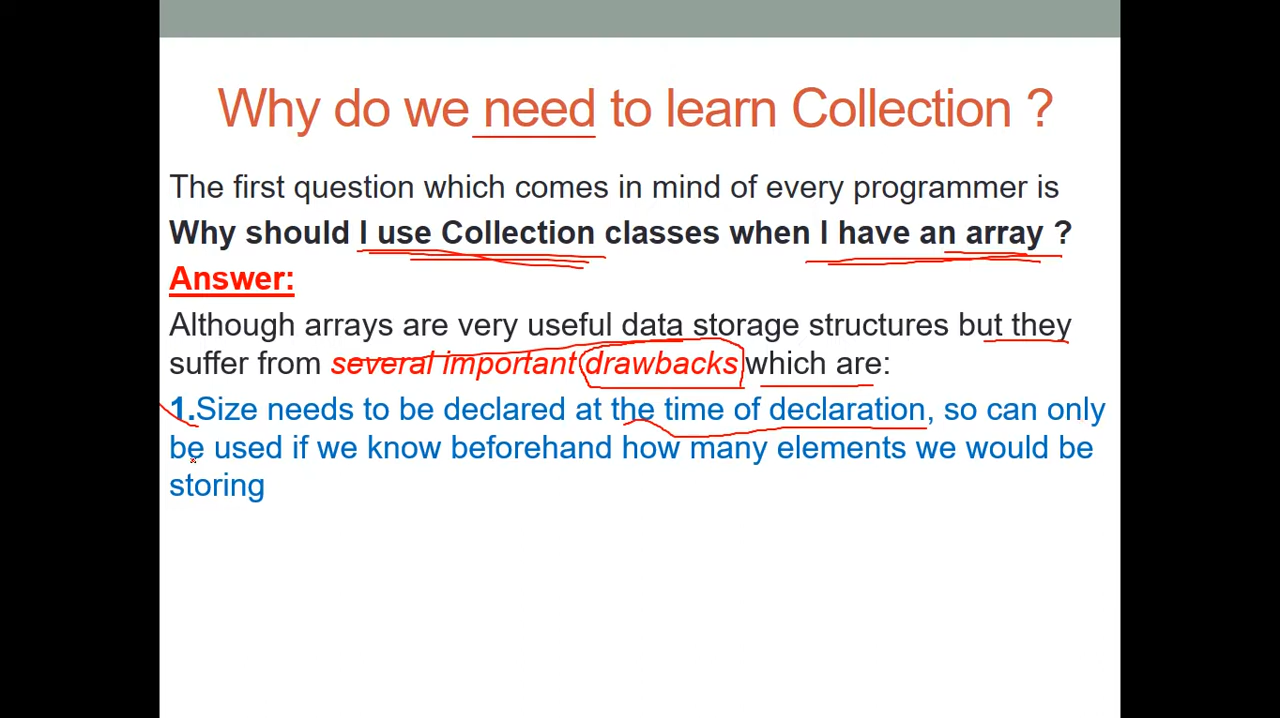 Why do we need to learn Collection ?
The first question which comes in mind of every programmer is
Why should I use Collection classes when I have an array ?
Answer:
Although arrays are very useful data storage structures but they
suffer from several important drawbacks which are:
1.Size needs to be declared at the time of declaration, so can only
be used if we know beforehand how many elements we would be
storing